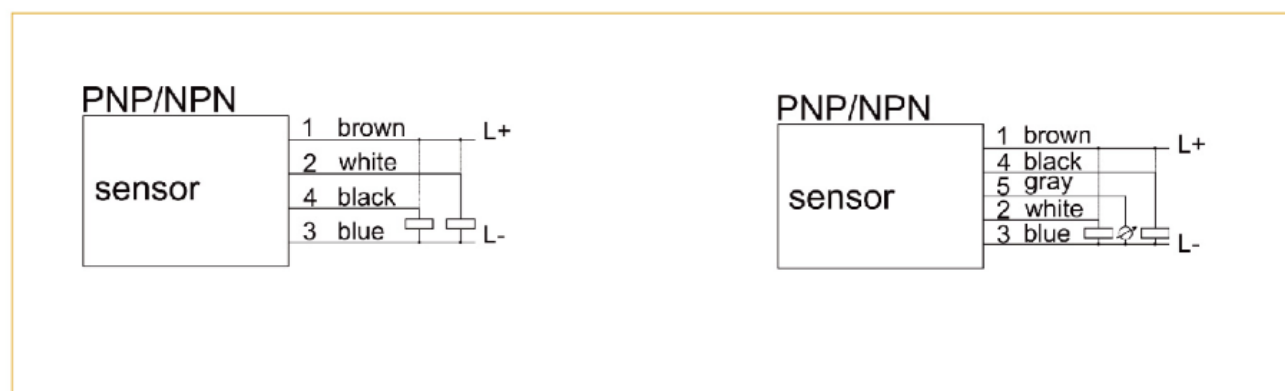 PNP/NPN
sensor
1 brown
2 white
4 black
3 blue
L+
L-
PNP/NPN
sensor
1 brown
4 black
5 gray
2 white
3 blue
L+
L-